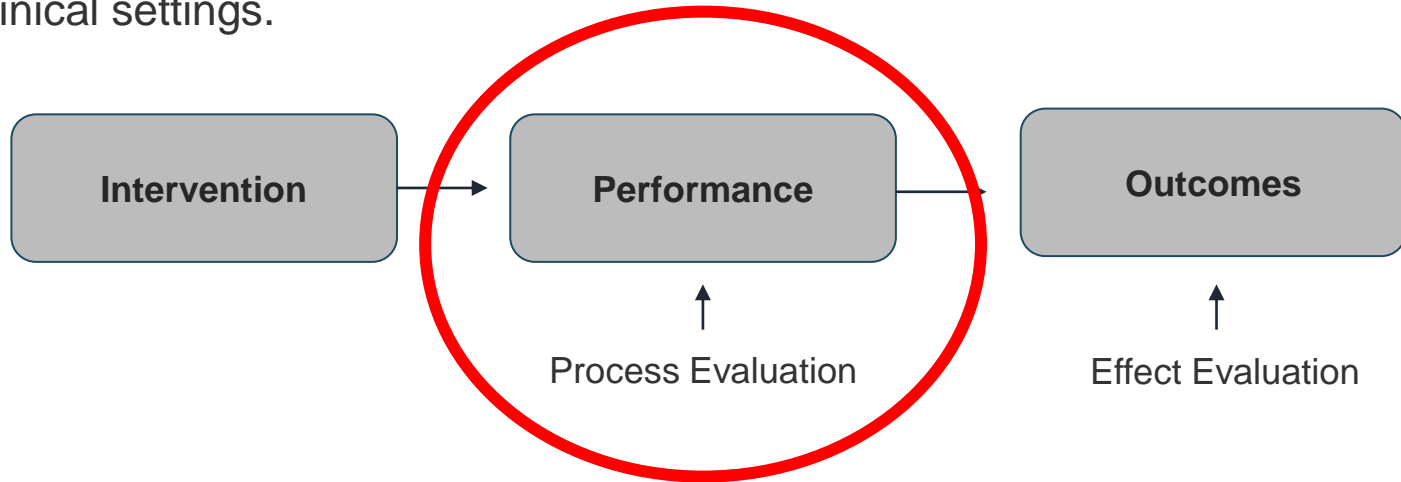 inical settings.
Intervention
Performance
Outcomes
Process Evaluation
Effect Evaluation